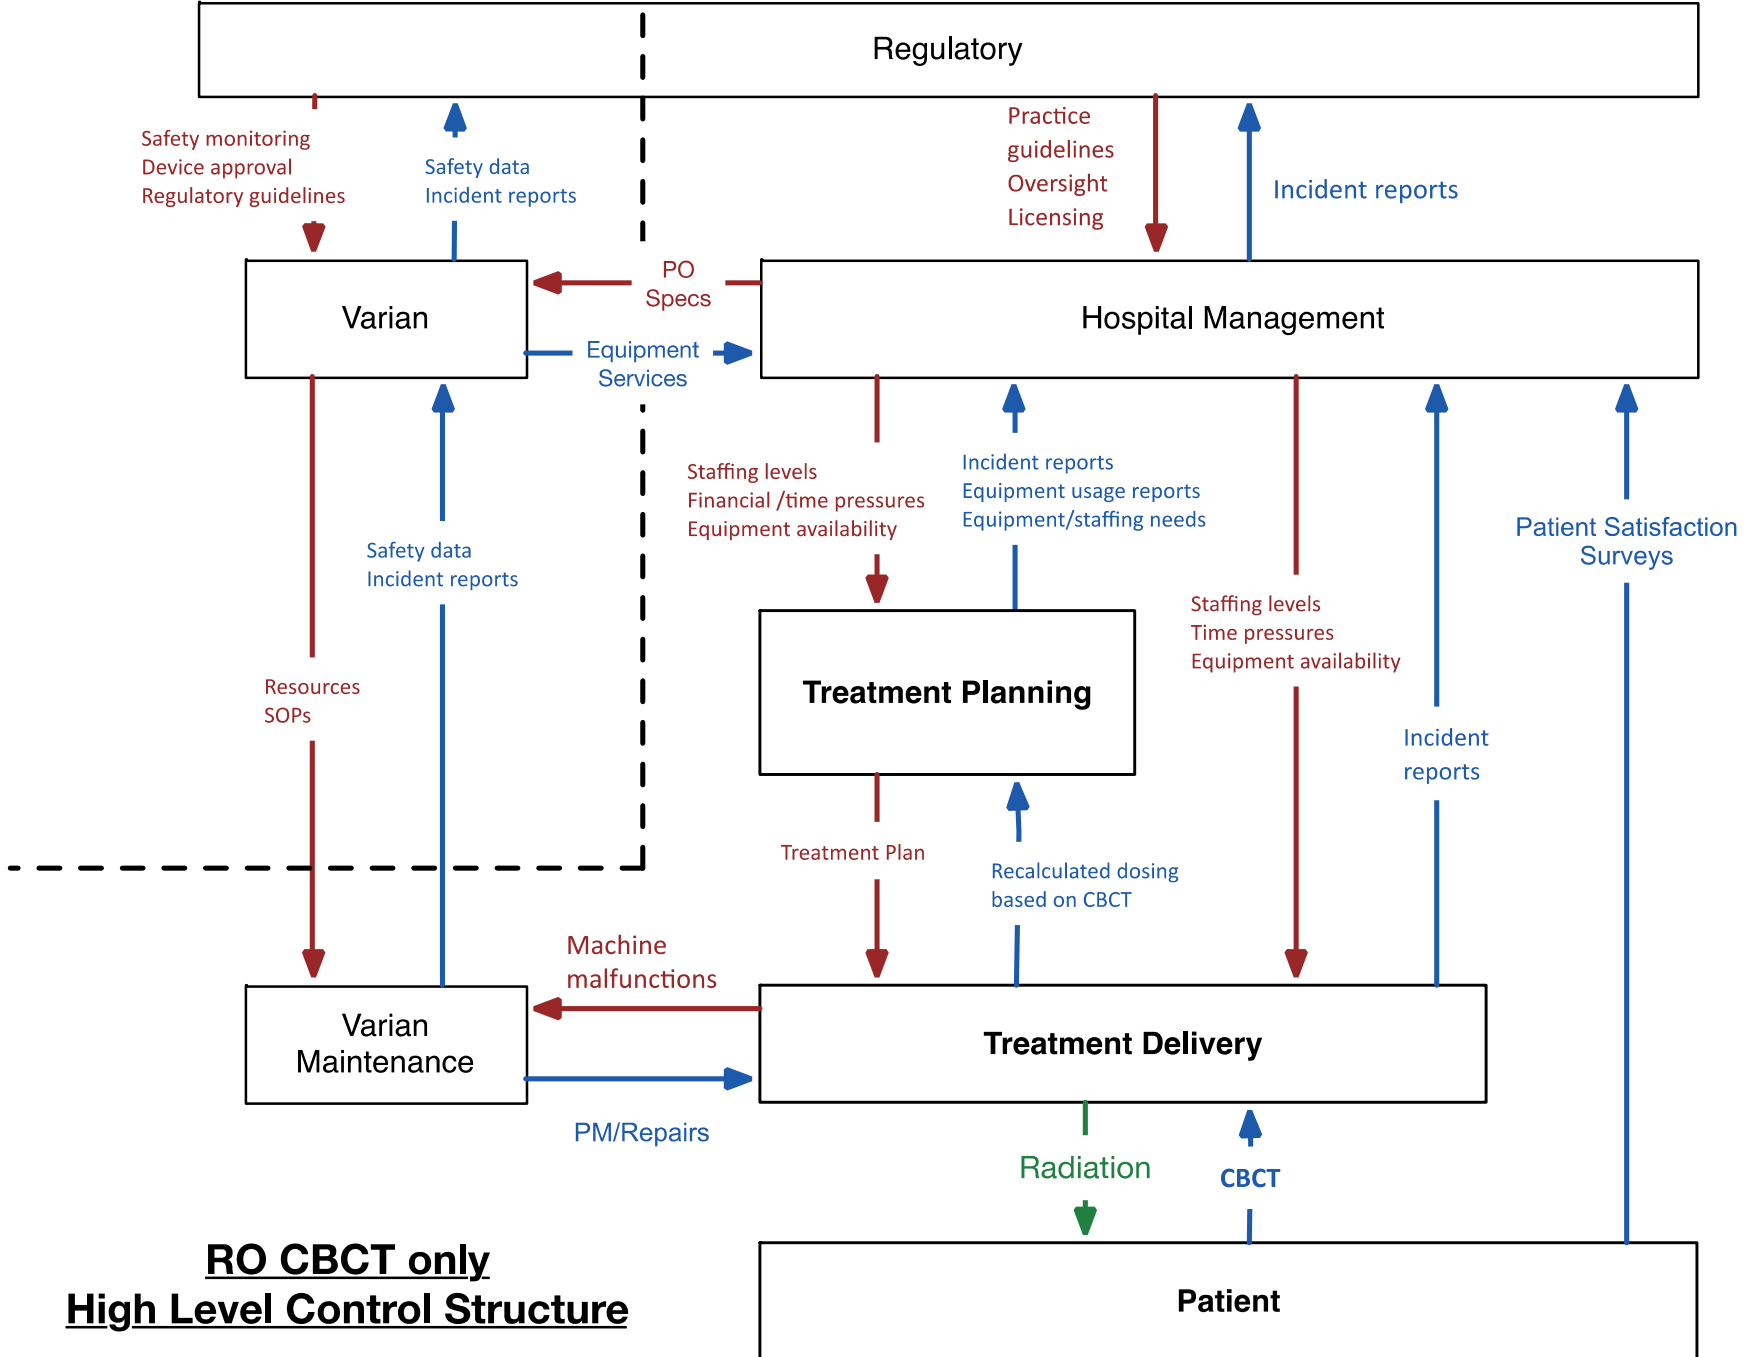 Regulatory
Safety monitoring
Device approval
Regulatory guidelines
Safety data
Incident reports
Practice
guidelines
Oversight
Licensing
Incident reports
Varian
PO
Specs
Equipment
Services
Hospital Management
Staffing levels
Financial /time pressures
Equipment availability
Incident reports
Equipment usage reports
Equipment/staffing needs
Patient Satisfaction
Surveys
Safety data
Incident reports
Staffing levels
Time pressures
Equipment availability
Resources
SOPs
Treatment Planning
Incident
reports
Treatment Plan
Recalculated dosing
based on CBCT
Machine
malfunctions
Varian
Maintenance
Treatment Delivery
PM/Repairs
Radiation
CBCT
RO CBCT only
High Level Control Structure
Patient